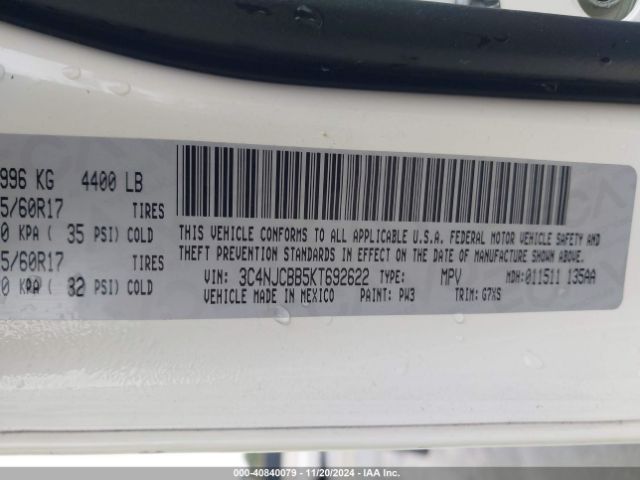 996 KG 4400 LB
5/60R17 TIRES
0 KPA ( 35 PSI) COLD
5/60R17 TIRES
0 KPA ( 32 PSI) COLD
THIS VEHICLE CONFORMS TO ALL APPLICABLE U.S.A. FEDERAL MOTOR VEHICLE SAFETY AND
THEFT PREVENTION STANDARDS IN EFFECT ON THE DATE OF MANUFACTURE SHOWN ABOVE.
VIN: 3C4NJCBB5KT692622 TYPE: MPV MDH:011511 135AA
VEHICLE MADE IN MEXICO PAINT: PW3 TRIM: G7XS
000-40840079 — 11/20/2024 — IAA Inc.